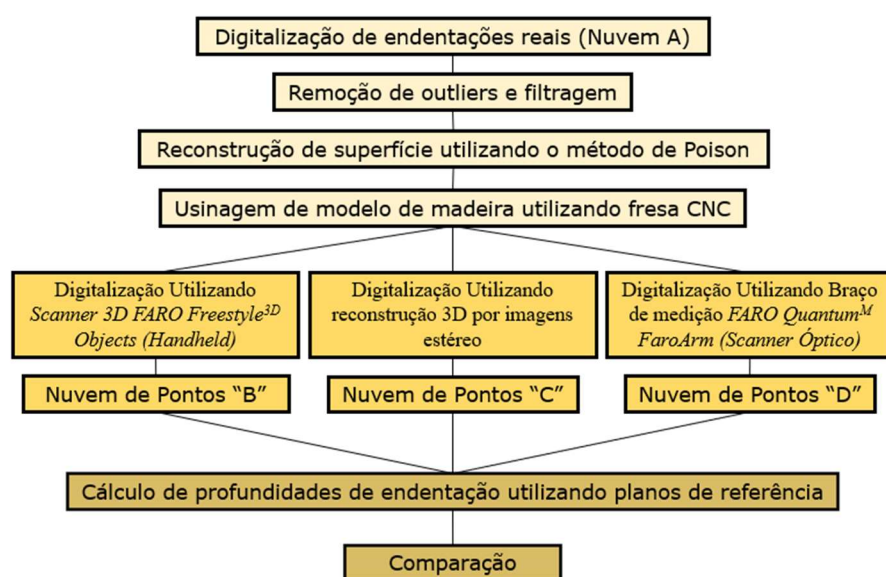 Digitalização de endentações reais (Nuvem A)
Remoção de outliers e filtragem
Reconstrução de superfície utilizando o método de Poison
Usinagem de modelo de madeira utilizando fresa CNC
Digitalização Utilizando
Scanner 3D FARO Freestyle3D
Objects (Handheld)
Digitalização Utilizando
reconstrução 3D por imagens
estéreo
Digitalização Utilizando Braço
de medição FARO QuantumM
FaroArm (Scanner Óptico)
Nuvem de Pontos “B”
Nuvem de Pontos “C”
Nuvem de Pontos “D”
Cálculo de profundidades de endentação utilizando planos de referência
Comparação